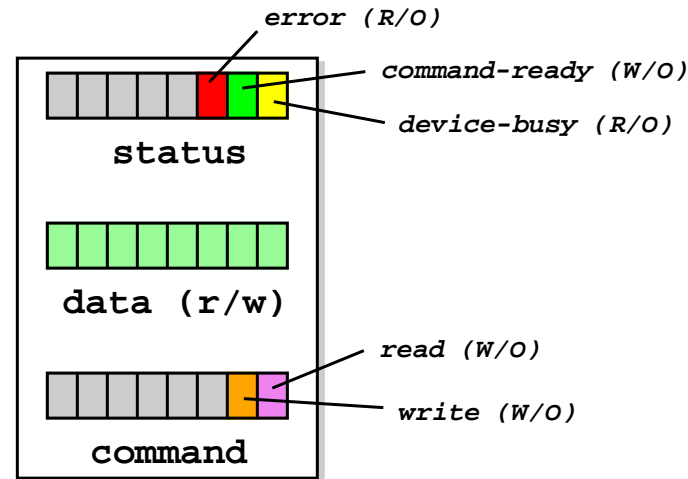 error (R/O)
command-ready (W/O)
device-busy (R/O)
status
data (r/w)
read (W/O)
write (W/O)
command